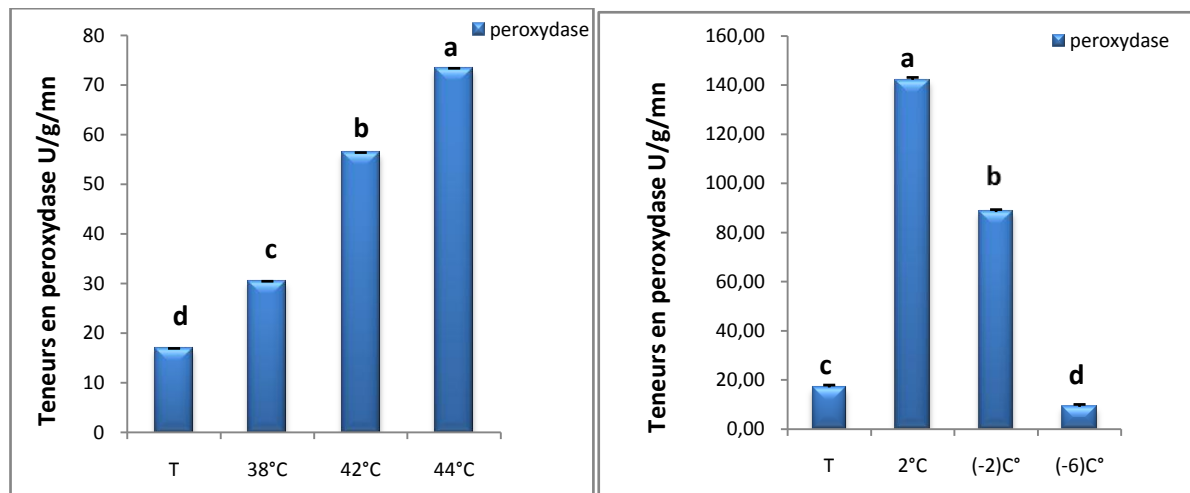 Teneurs en peroxydase U/g/mn
peroxydase
80
70
60
50
40
30
20
10
0
d
c
b
a
T 38°C 42°C 44°C
Teneurs en peroxydase U/g/mn
peroxydase
160,00
140,00
120,00
100,00
80,00
60,00
40,00
20,00
0,00
c
a
b
d
T 2°C (-2)C° (-6)C°